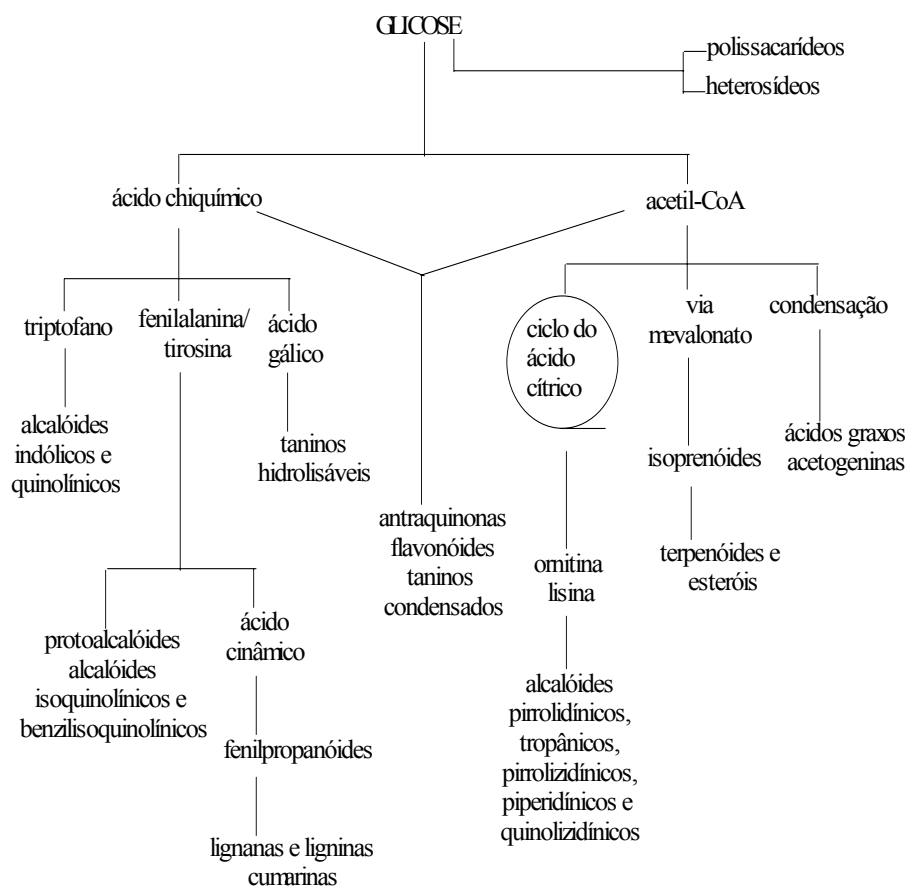 GLICOSE
polissacarídeos
heterosídeos
ácido chiquímico
acetil-CoA
triptofano
fenilalanina/
tirosina
ácido
gálico
ciclo do
ácido
cítrico
via
mevalonato
condensação
alcalóides
indólicos e
quinolínicos
taninos
hidrolisáveis
isoprenóides
ácidos graxos
acetogeninas
antraquinonas
flavonóides
taninos
condensados
ornitina
lisina
terpenóides e
esteróis
protoalcalóides
alcalóides
isoquinolínicos e
benzilisoquinolínicos
ácido
cinâmico
fenilpropanóides
lignanas e ligninas
cumarinas
alcalóides
pirrolidínicos,
tropânicos,
pirrolizidínicos,
piperidínicos e
quinolizidínicos